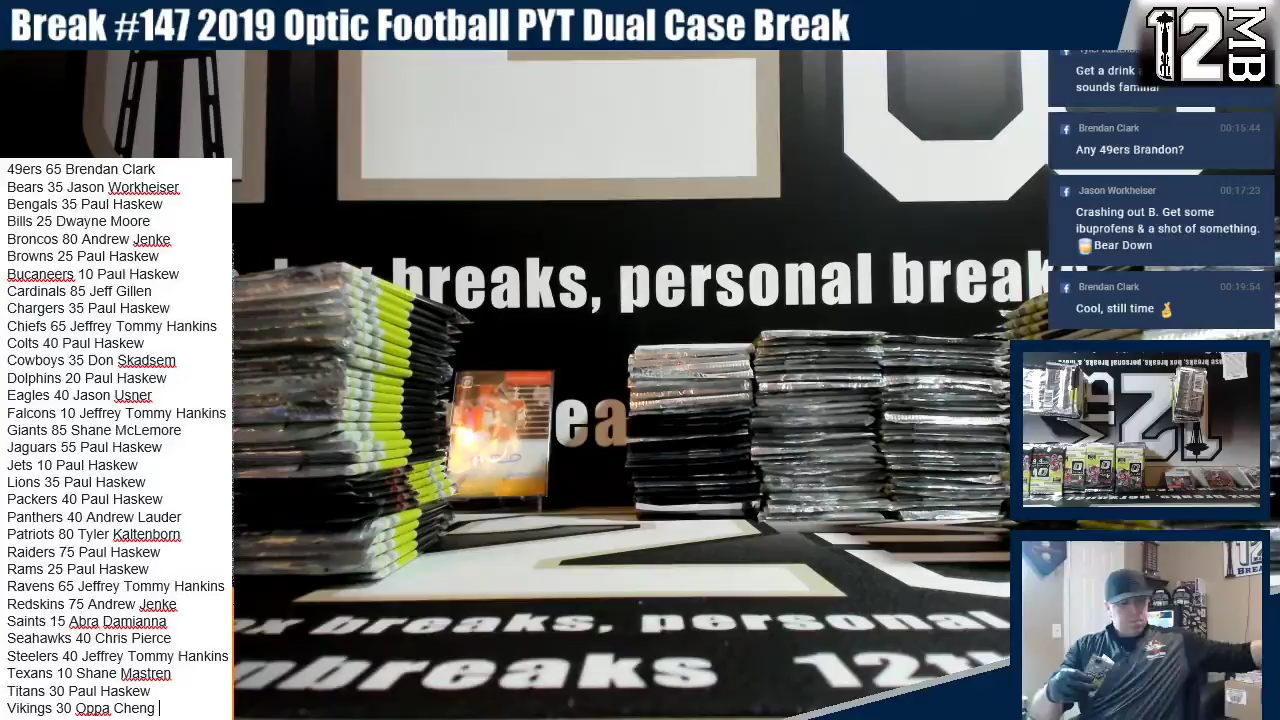 Break #147 2019 Optic Football PYT Dual Case Break
12 MB
Get a drink
sounds familiar
Brendan Clark 00:15:44
Any 49ers Brandon?
Jason Workheiser 00:17:23
Crashing out B. Get some
ibuprofens & a shot of something.
🥃Bear Down
Brendan Clark 00:19:54
Cool, still time 🤞
49ers 65 Brendan Clark
Bears 35 Jason Workheiser
Bengals 35 Paul Haskew
Bills 25 Dwayne Moore
Broncos 80 Andrew Jenke
Browns 25 Paul Haskew
Bucaneers 10 Paul Haskew
Cardinals 85 Jeff Gillen
Chargers 35 Paul Haskew
Chiefs 65 Jeffrey Tommy Hankins
Colts 40 Paul Haskew
Cowboys 35 Don Skadsem
Dolphins 20 Paul Haskew
Eagles 40 Jason Usner
Falcons 10 Jeffrey Tommy Hankins
Giants 85 Shane McLemore
Jaguars 55 Paul Haskew
Jets 10 Paul Haskew
Lions 35 Paul Haskew
Packers 40 Paul Haskew
Panthers 40 Andrew Lauder
Patriots 80 Tyler Kaltenborn
Raiders 75 Paul Haskew
Rams 25 Paul Haskew
Ravens 65 Jeffrey Tommy Hankins
Redskins 75 Andrew Jenke
Saints 15 Abra Damianna
Seahawks 40 Chris Pierce
Steelers 40 Jeffrey Tommy Hankins
Texans 10 Shane Mastren
Titans 30 Paul Haskew
Vikings 30 Oppa Cheng
breaks, personal break
ea
box breaks, personal
mbreaks 12th